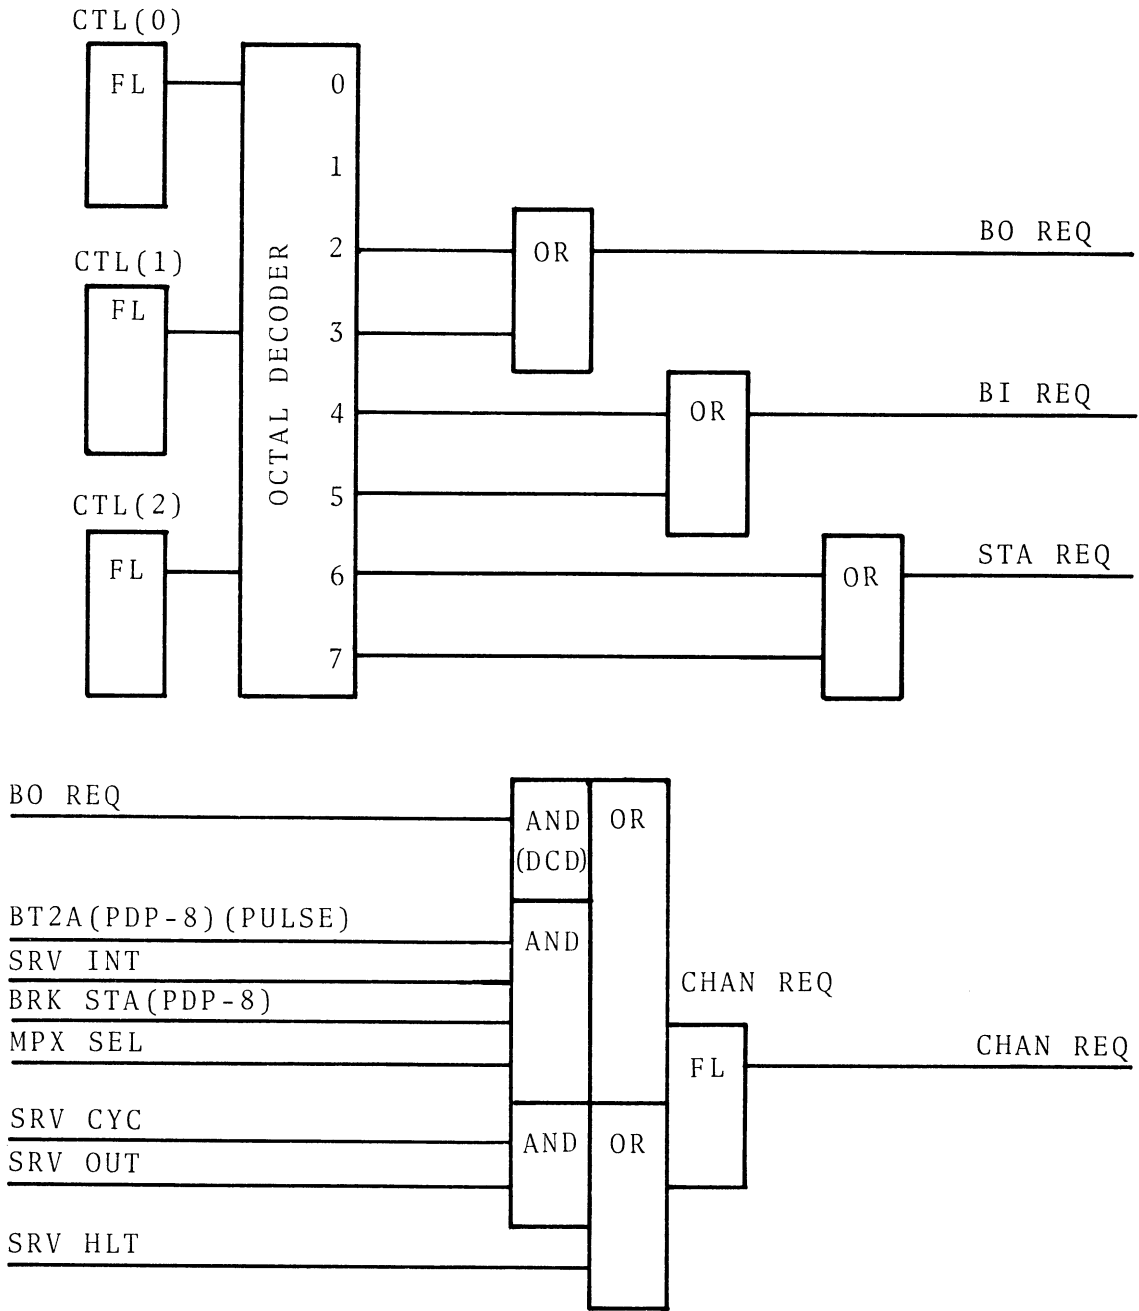 CTL(0)
FL
0
1
CTL(1)
FL
OCTAL DECODER
2
OR
BO REQ
3
4
OR
BI REQ
5
CTL(2)
FL
6
OR
STA REQ
7
BO REQ
AND
(DCD)
OR
BT2A(PDP-8)(PULSE)
AND
SRV INT
BRK STA(PDP-8)
MPX SEL
CHAN REQ
FL
CHAN REQ
SRV CYC
AND
OR
SRV OUT
SRV HLT